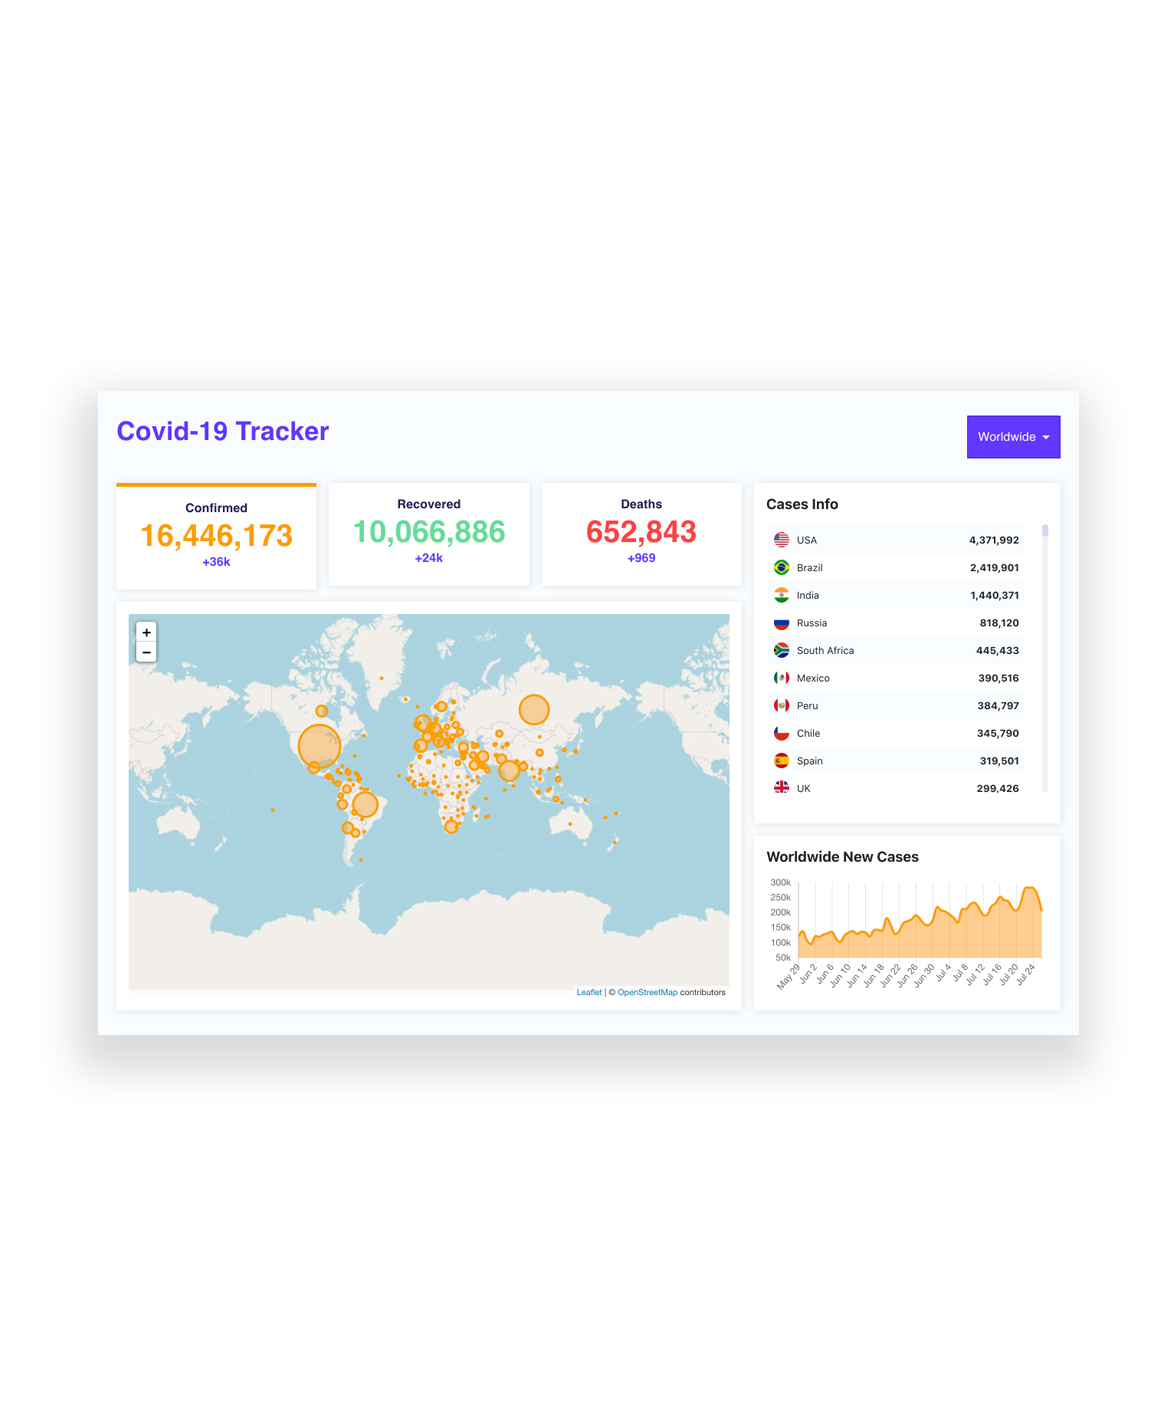 Covid-19 Tracker
Worldwide
Confirmed
16,446,173
+36k
Recovered
10,066,886
+24k
Deaths
652,843
+969
Cases Info
USA 4,371,992
Brazil 2,419,901
India 1,440,371
Russia 818,120
South Africa 445,433
Mexico 390,516
Peru 384,797
Chile 345,790
Spain 319,501
UK 299,426
+
−
Leaflet | © OpenStreetMap contributors
Worldwide New Cases
300k
250k
200k
150k
100k
50k
May 29 Jun 2 Jun 6 Jun 10 Jun 14 Jun 18 Jun 22 Jun 26 Jun 30 Jul 4 Jul 8 Jul 12 Jul 16 Jul 20 Jul 24